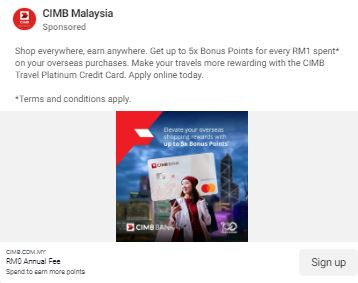 CIMB Malaysia
Sponsored
Shop everywhere, earn anywhere. Get up to 5x Bonus Points for every RM1 spent*
on your overseas purchases. Make your travels more rewarding with the CIMB
Travel Platinum Credit Card. Apply online today.
*Terms and conditions apply.
Elevate your overseas
shopping rewards with
up to 5x Bonus Points*
CIMB BANK
CIMB BANK
100
CIMB.COM.MY
RM0 Annual Fee
Spend to earn more points
Sign up